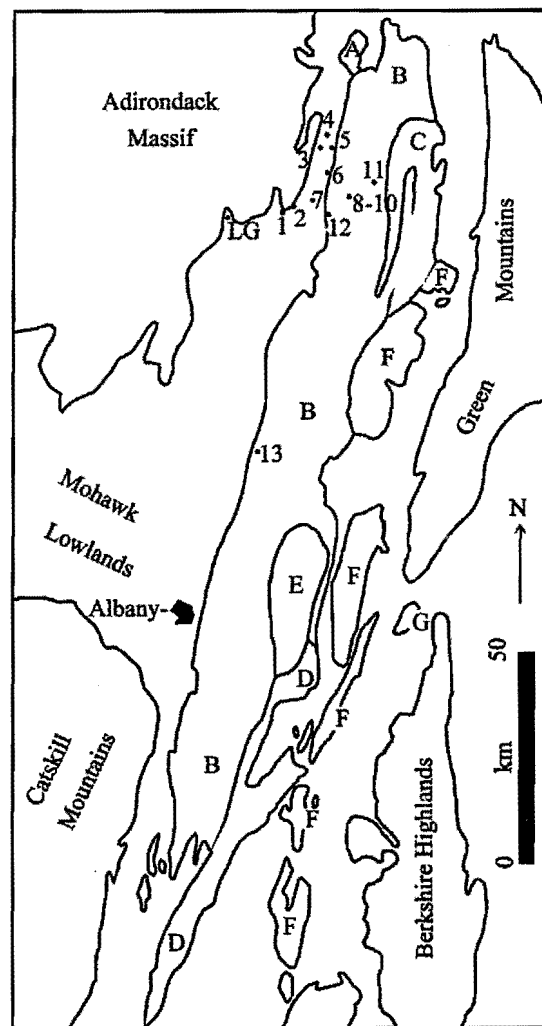 A
B
Adirondack
Massif
4
5
C
3
6
11
7
8-10
LG
1
2
12
F
Mountains
F
B
Green
13
N
Mohawk
Lowlands
E
F
Albany-
G
50
D
F
km
Catskill
Mountains
B
Berkshire Highlands
F
0
D
F